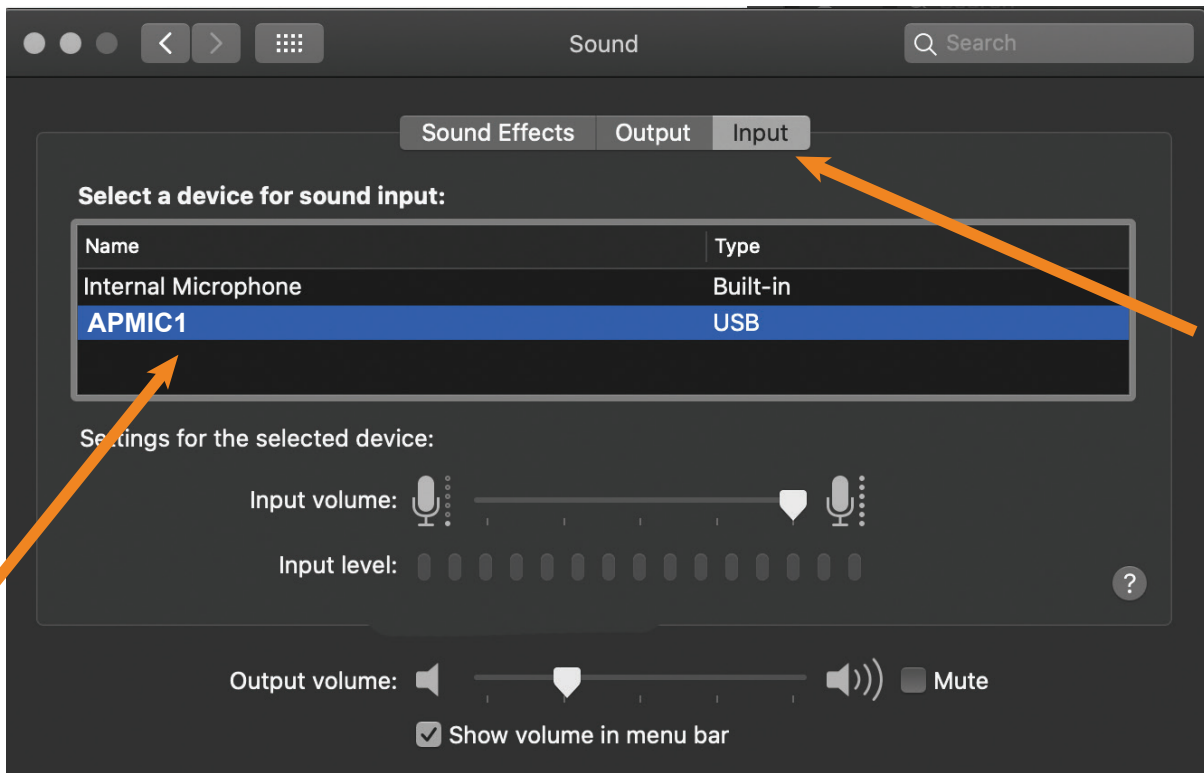 Sound
Search
Sound Effects Output Input
Select a device for sound input:
Name Type
Internal Microphone Built-in
APMIC1 USB
Settings for the selected device:
Input volume:
Input level:
?
Output volume: Mute
Show volume in menu bar